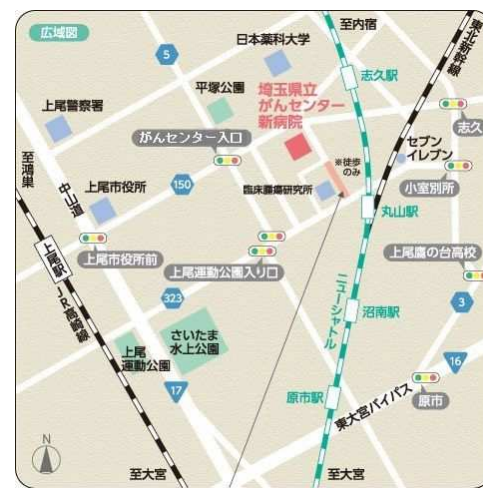 広域図
至内宿
日本薬科大学
東北新幹線
5
志久駅
平塚公園
埼玉県立
がんセンター
新病院
上尾警察署
志久
がんセンター入口
セブン
イレブン
※徒歩
のみ
至鴻巣
中山道
150
小室別所
上尾市役所
臨床腫瘍研究所
丸山駅
上尾駅
上尾市役所前
上尾運動公園入り口
上尾鷹の台高校
JR高崎線
ニューシャトル
323
3
沼南駅
さいたま
水上公園
上尾
運動公園
16
17
原市駅
東大宮バイパス
原市
N
至大宮
至大宮